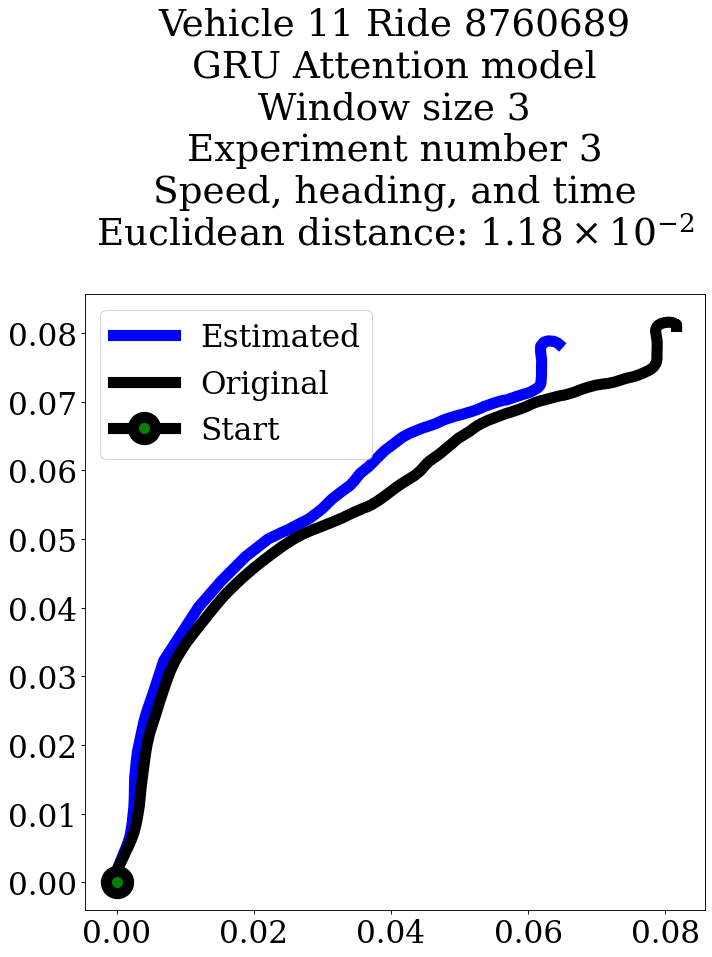 Vehicle 11 Ride 8760689
GRU Attention model
Window size 3
Experiment number 3
Speed, heading, and time
Euclidean distance: 1.18 × 10⁻²
Estimated
Original
Start
0.08
0.07
0.06
0.05
0.04
0.03
0.02
0.01
0.00
0.00 0.02 0.04 0.06 0.08